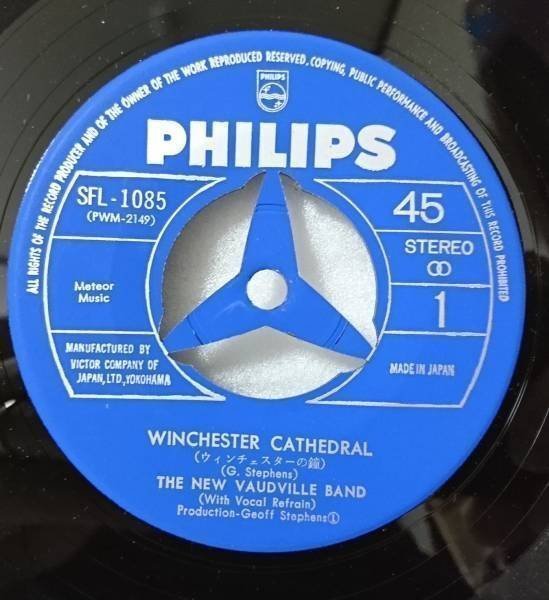 ALL RIGHTS OF THE RECORD PRODUCER AND OF THE OWNER OF THE WORK REPRODUCED RESERVED, COPYING, PUBLIC PERFORMANCE AND BROADCASTING OF THIS RECORD PROHIBITED
PHILIPS
PHILIPS
SFL-1085
(PWM-2149)
45
STEREO
1
Meteor
Music
MANUFACTURED BY
VICTOR COMPANY OF
JAPAN, LTD., YOKOHAMA
MADE IN JAPAN
WINCHESTER CATHEDRAL
(ウィンチェスターの鐘)
(G. Stephens)
THE NEW VAUDVILLE BAND
(With Vocal Refrain)
Production-Geoff Stephens①